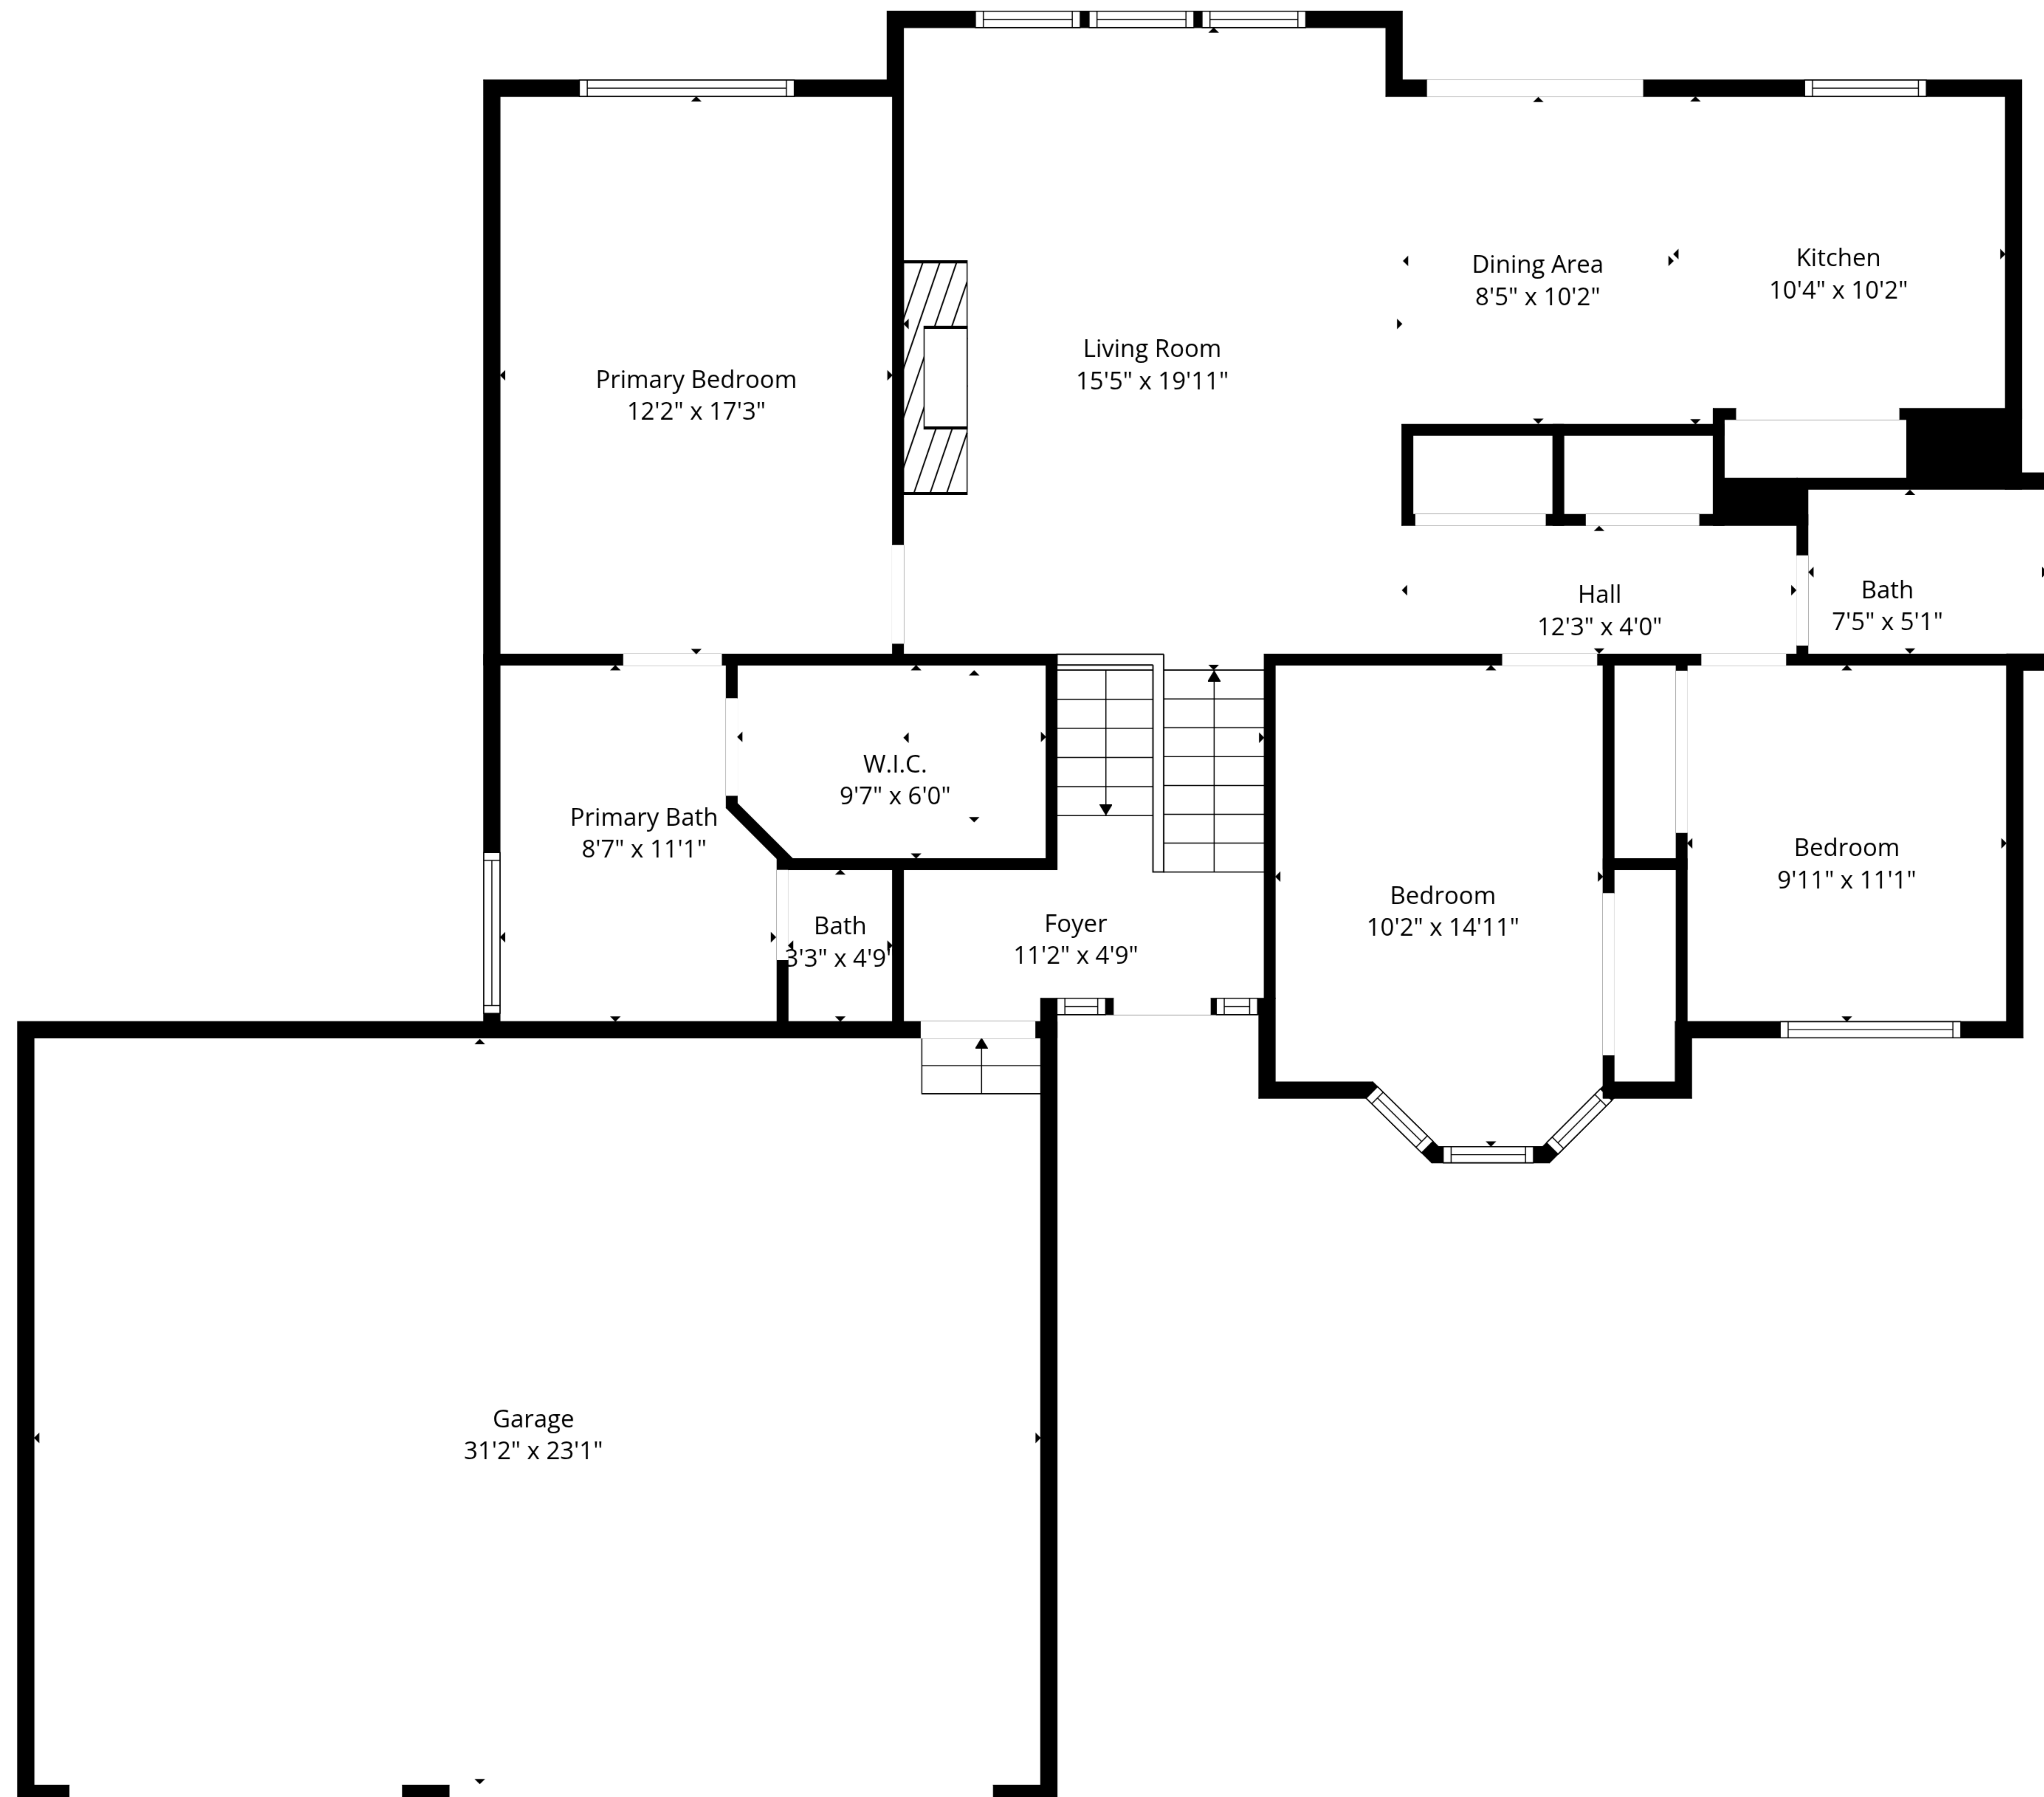 Kitchen
10'4" x 10'2"
Dining Area
8'5" x 10'2"
Living Room
15'5" x 19'11"
Primary Bedroom
12'2" x 17'3"
Hall
12'3" x 4'0"
Bath
7'5" x 5'1"
W.I.C.
9'7" x 6'0"
Primary Bath
8'7" x 11'1"
Bedroom
9'11" x 11'1"
Bedroom
10'2" x 14'11"
Bath
3'3" x 4'9"
Foyer
11'2" x 4'9"
Garage
31'2" x 23'1"